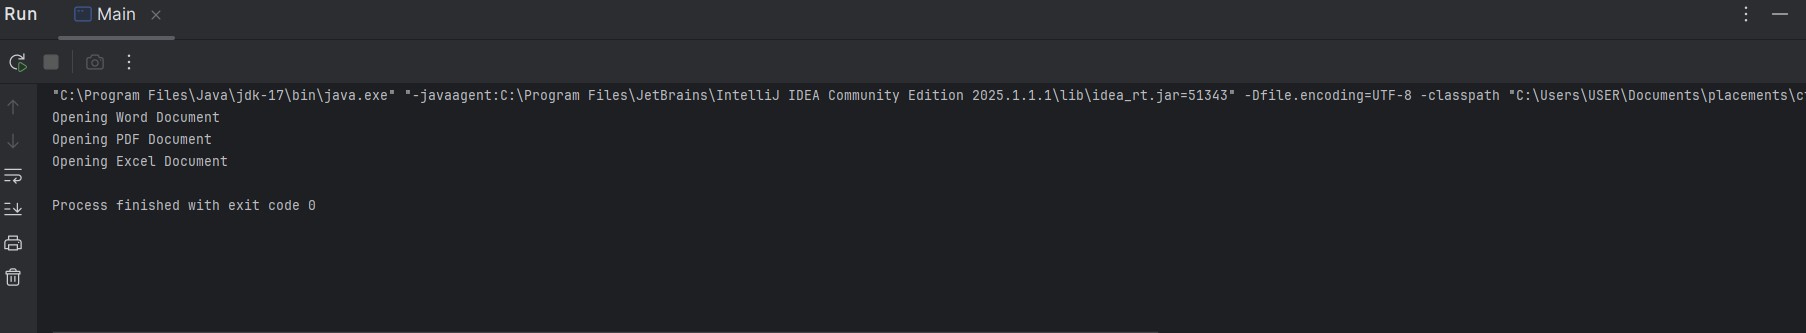 Run Main
"C:\Program Files\Java\jdk-17\bin\java.exe" "-javaagent:C:\Program Files\JetBrains\IntelliJ IDEA Community Edition 2025.1.1.1\lib\idea_rt.jar=51343" -Dfile.encoding=UTF-8 -classpath "C:\Users\USER\Documents\placements\ct
Opening Word Document
Opening PDF Document
Opening Excel Document
Process finished with exit code 0